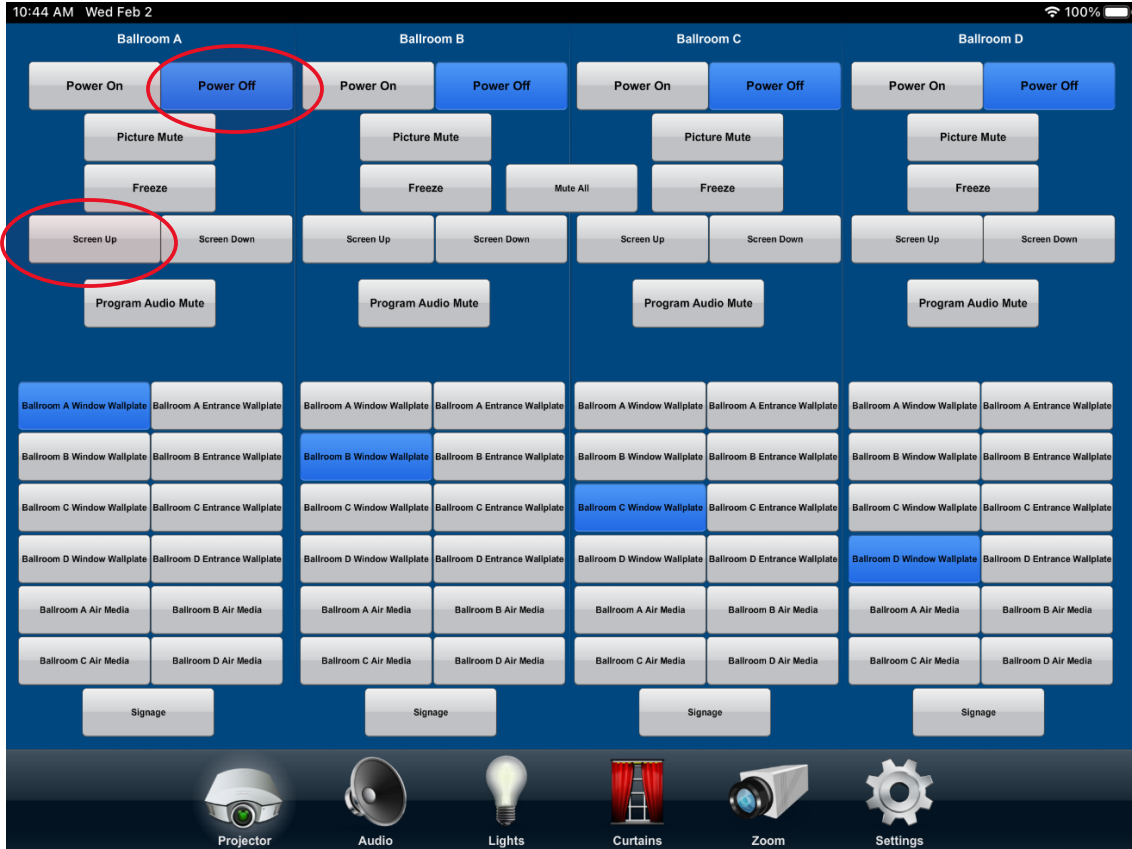 10:44 AM Wed Feb 2 100%
Ballroom A Ballroom B Ballroom C Ballroom D
Power On Power Off Power On Power Off Power On Power Off Power On Power Off
Picture Mute Picture Mute Picture Mute Picture Mute
Freeze Freeze Mute All Freeze Freeze
Screen Up Screen Down Screen Up Screen Down Screen Up Screen Down Screen Up Screen Down
Program Audio Mute Program Audio Mute Program Audio Mute Program Audio Mute
Ballroom A Window Wallplate Ballroom A Entrance Wallplate Ballroom A Window Wallplate Ballroom A Entrance Wallplate Ballroom A Window Wallplate Ballroom A Entrance Wallplate Ballroom A Window Wallplate Ballroom A Entrance Wallplate
Ballroom B Window Wallplate Ballroom B Entrance Wallplate Ballroom B Window Wallplate Ballroom B Entrance Wallplate Ballroom B Window Wallplate Ballroom B Entrance Wallplate Ballroom B Window Wallplate Ballroom B Entrance Wallplate
Ballroom C Window Wallplate Ballroom C Entrance Wallplate Ballroom C Window Wallplate Ballroom C Entrance Wallplate Ballroom C Window Wallplate Ballroom C Entrance Wallplate Ballroom C Window Wallplate Ballroom C Entrance Wallplate
Ballroom D Window Wallplate Ballroom D Entrance Wallplate Ballroom D Window Wallplate Ballroom D Entrance Wallplate Ballroom D Window Wallplate Ballroom D Entrance Wallplate Ballroom D Window Wallplate Ballroom D Entrance Wallplate
Ballroom A Air Media Ballroom B Air Media Ballroom A Air Media Ballroom B Air Media Ballroom A Air Media Ballroom B Air Media Ballroom A Air Media Ballroom B Air Media
Ballroom C Air Media Ballroom D Air Media Ballroom C Air Media Ballroom D Air Media Ballroom C Air Media Ballroom D Air Media Ballroom C Air Media Ballroom D Air Media
Signage Signage Signage Signage
Projector Audio Lights Curtains Zoom Settings